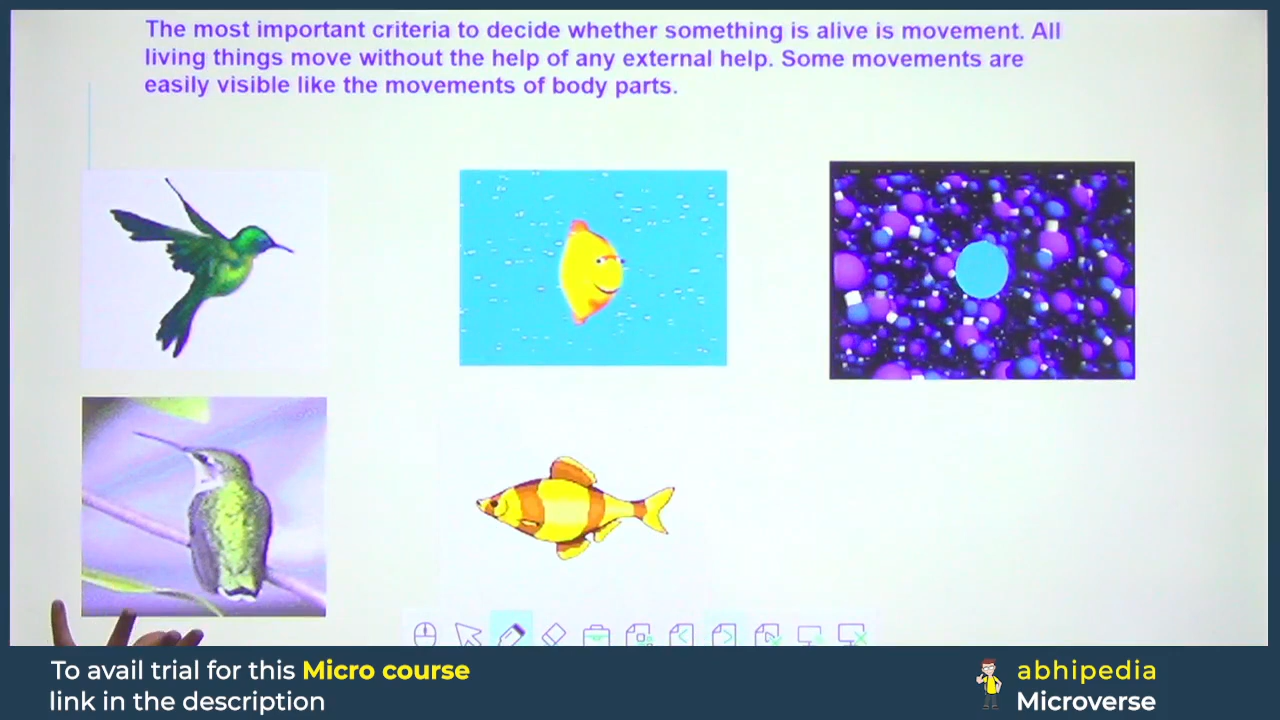 The most important criteria to decide whether something is alive is movement. All
living things move without the help of any external help. Some movements are
easily visible like the movements of body parts.
To avail trial for this Micro course
link in the description
abhipedia
Microverse